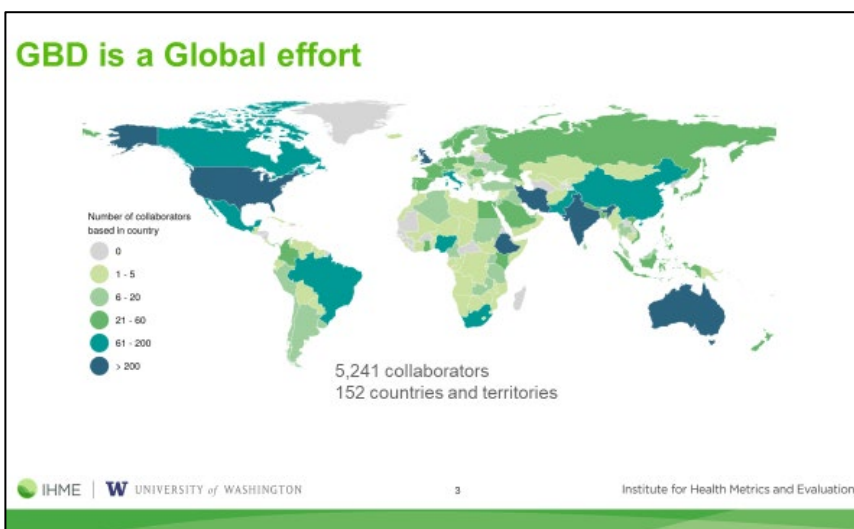 GBD is a Global effort
Number of collaborators
based in country
0
1 - 5
6 - 20
21 - 60
61 - 200
> 200
5,241 collaborators
152 countries and territories
IHME | W UNIVERSITY of WASHINGTON
3
Institute for Health Metrics and Evaluation